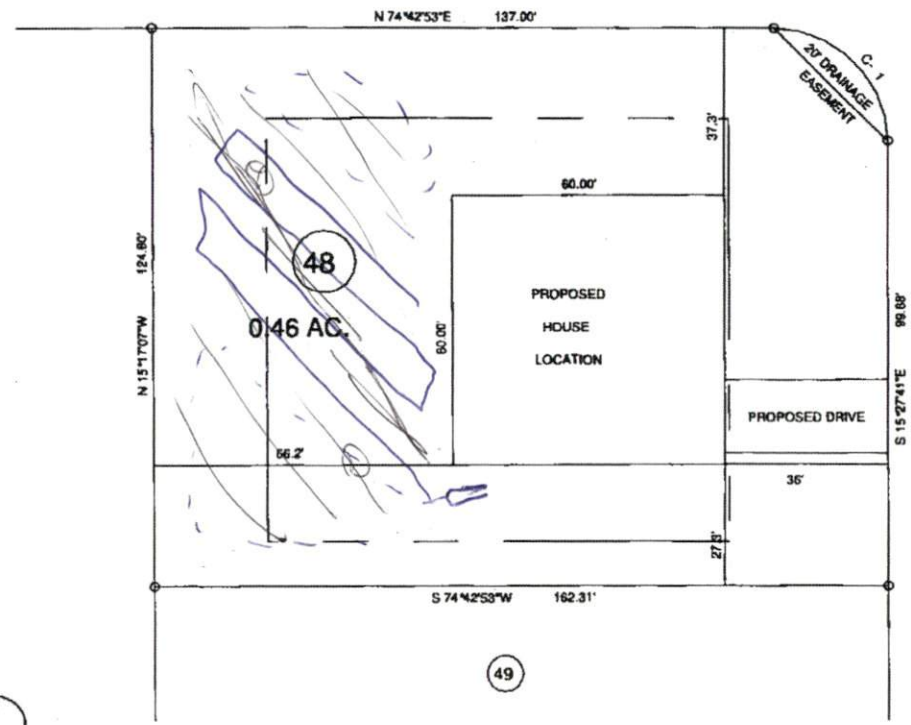 N 74°42'53"E 137.00'
C- 1
20' DRAINAGE
EASEMENT
37.3'
60.00'
48
N 15°17'07"W 124.80'
PROPOSED
HOUSE
LOCATION
0.46 AC.
60.00'
S 15°27'41"E 99.68'
PROPOSED DRIVE
66.2'
36'
27.3'
S 74°42'53"W 162.31'
49